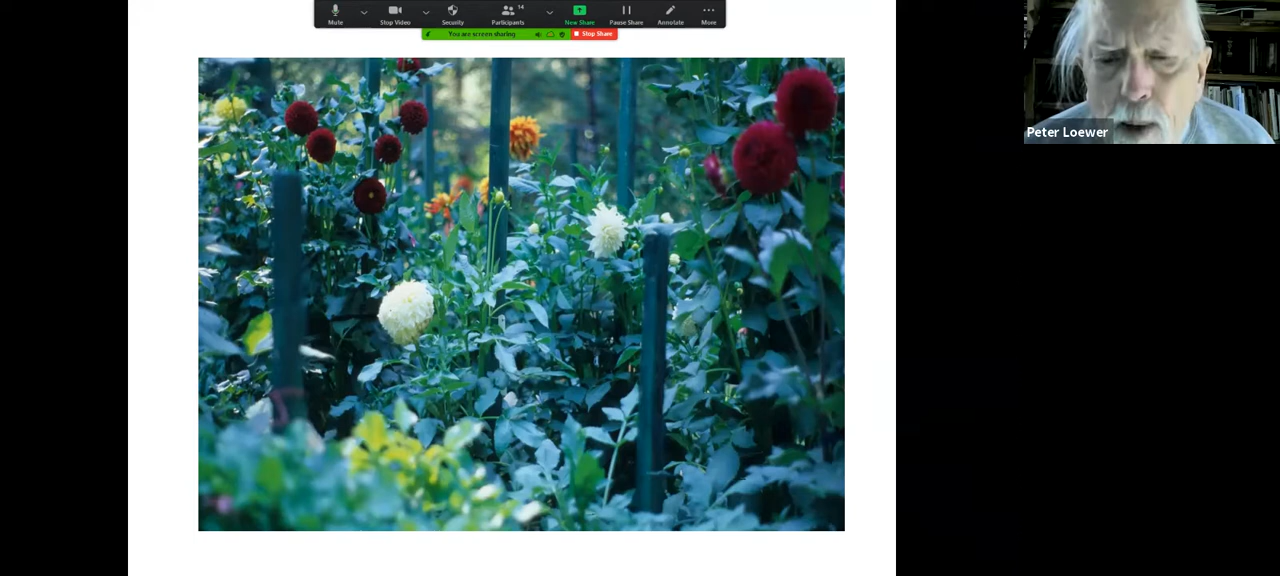 14
Mute
Stop Video
Security
Participants
New Share
Pause Share
Annotate
More
You are screen sharing
Stop Share
Peter Loewer